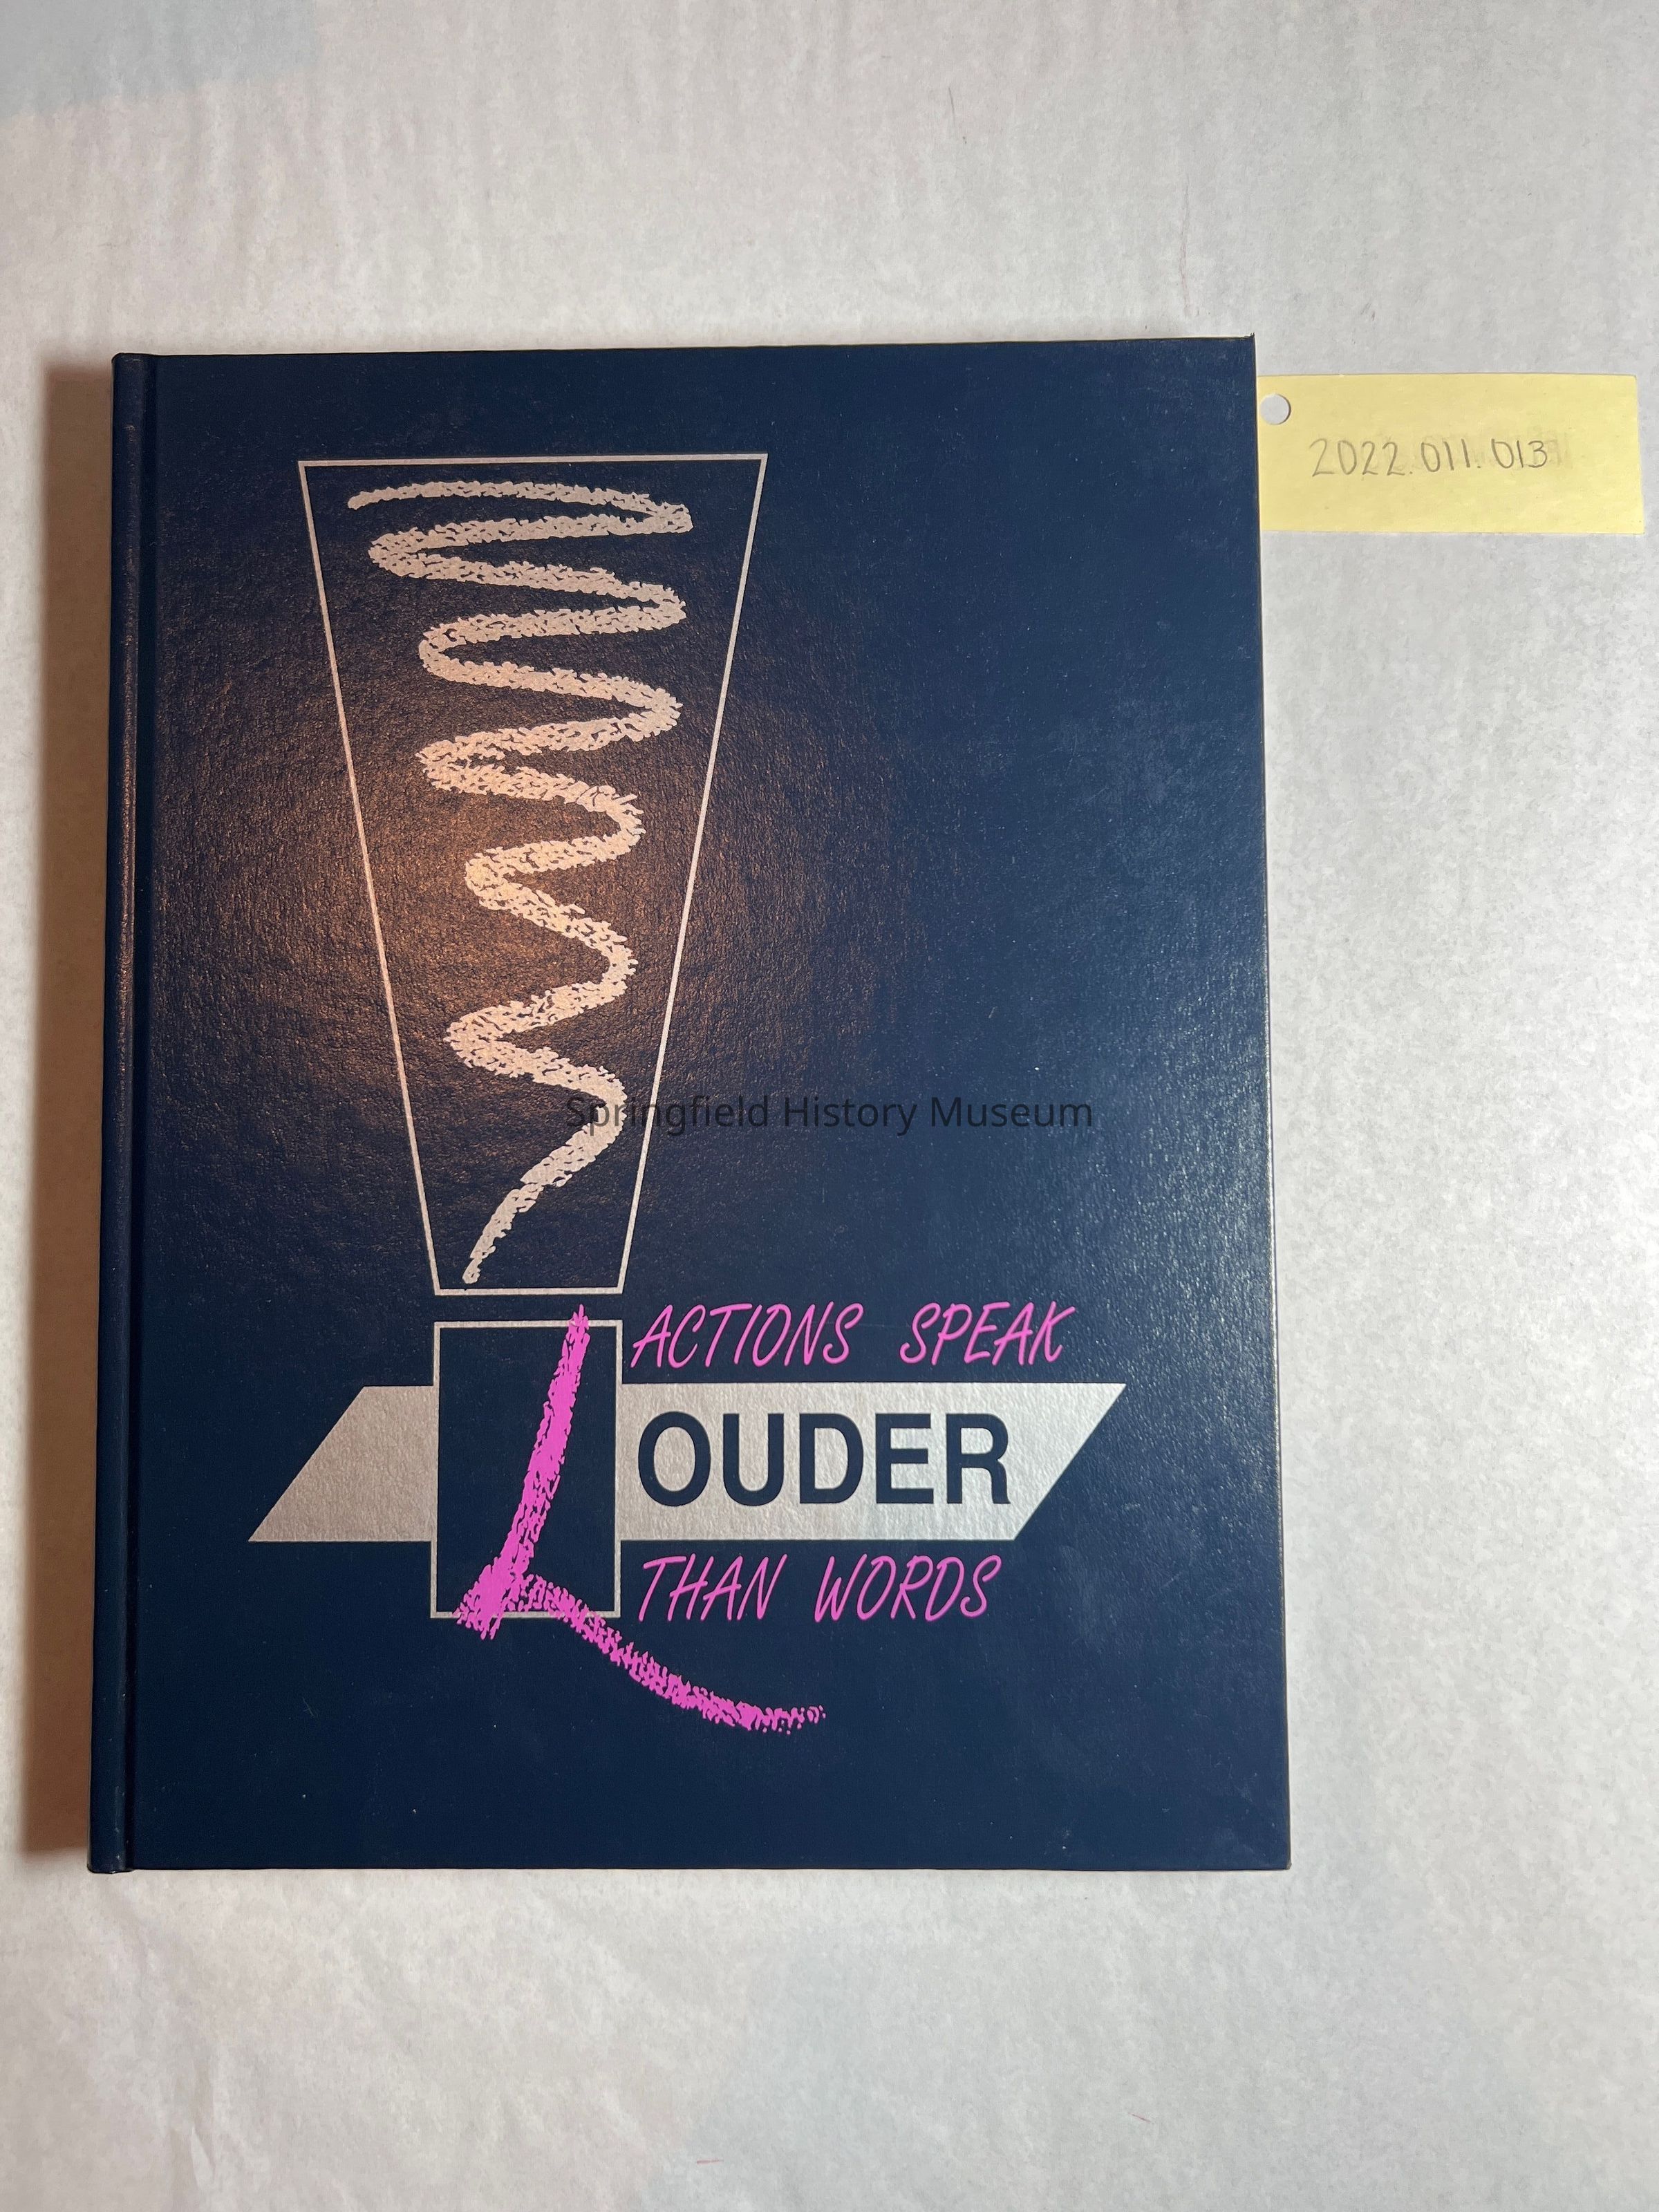 2022.011.013
Springfield History Museum
ACTIONS SPEAK
LOUDER
THAN WORDS